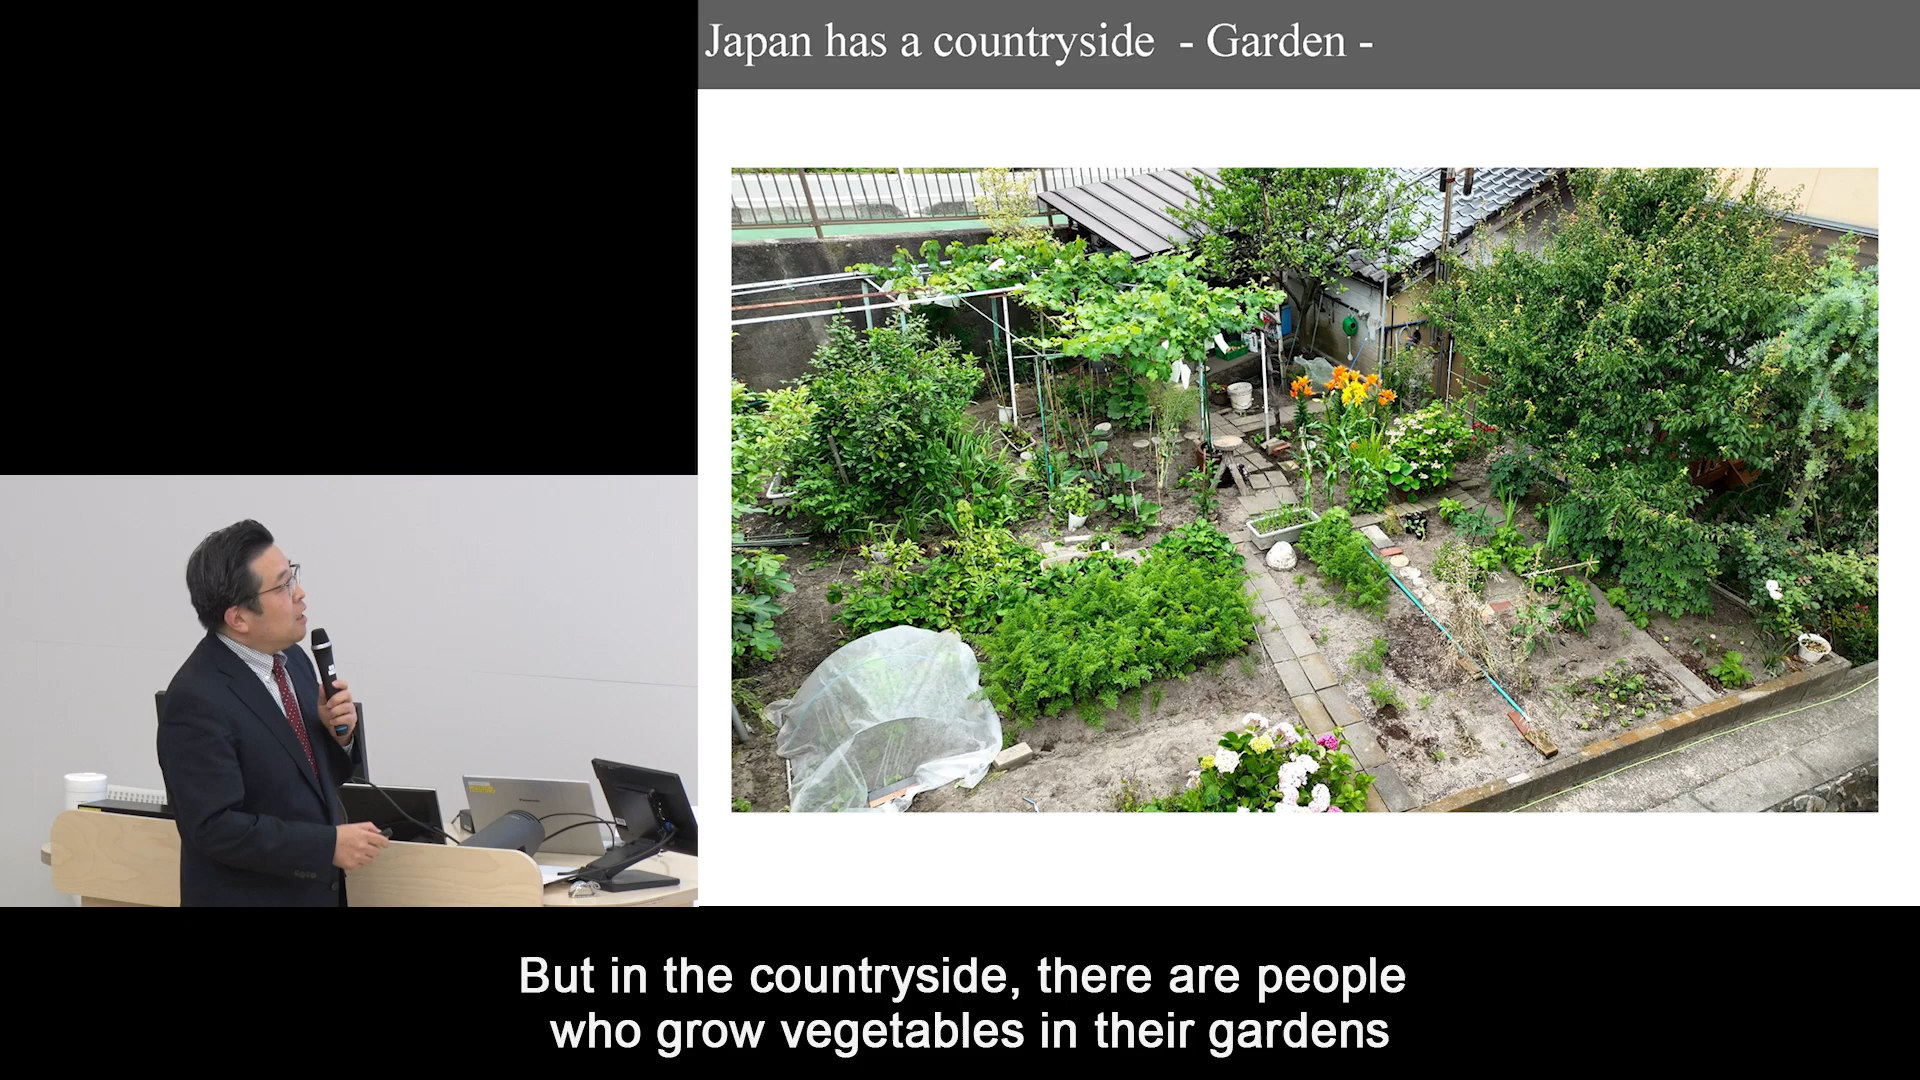 Japan has a countryside - Garden -
But in the countryside, there are people
who grow vegetables in their gardens